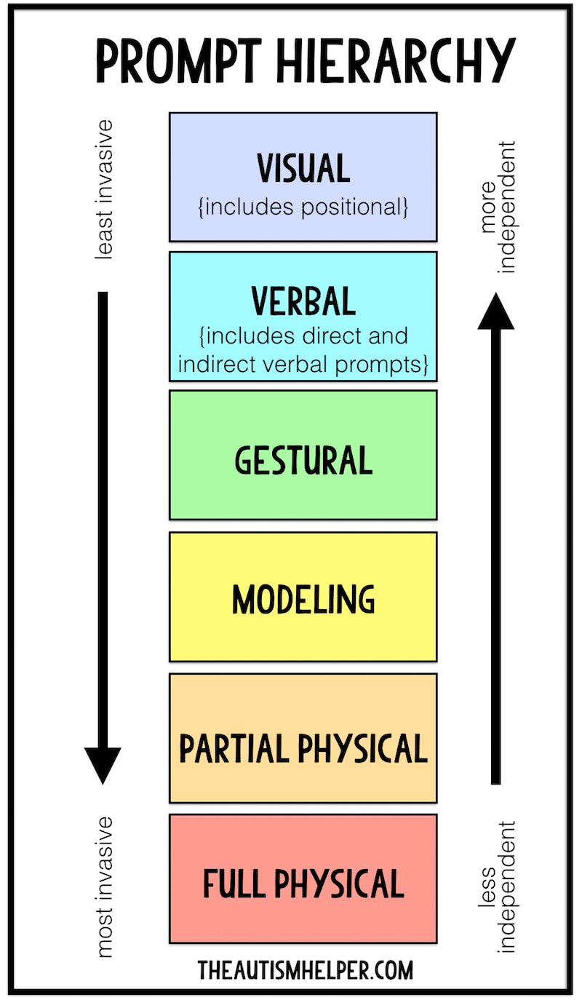 PROMPT HIERARCHY
least invasive
more
independent
VISUAL
{includes positional}
VERBAL
{includes direct and
indirect verbal prompts}
GESTURAL
MODELING
PARTIAL PHYSICAL
FULL PHYSICAL
most invasive
less
independent
THEAUTISMHELPER.COM